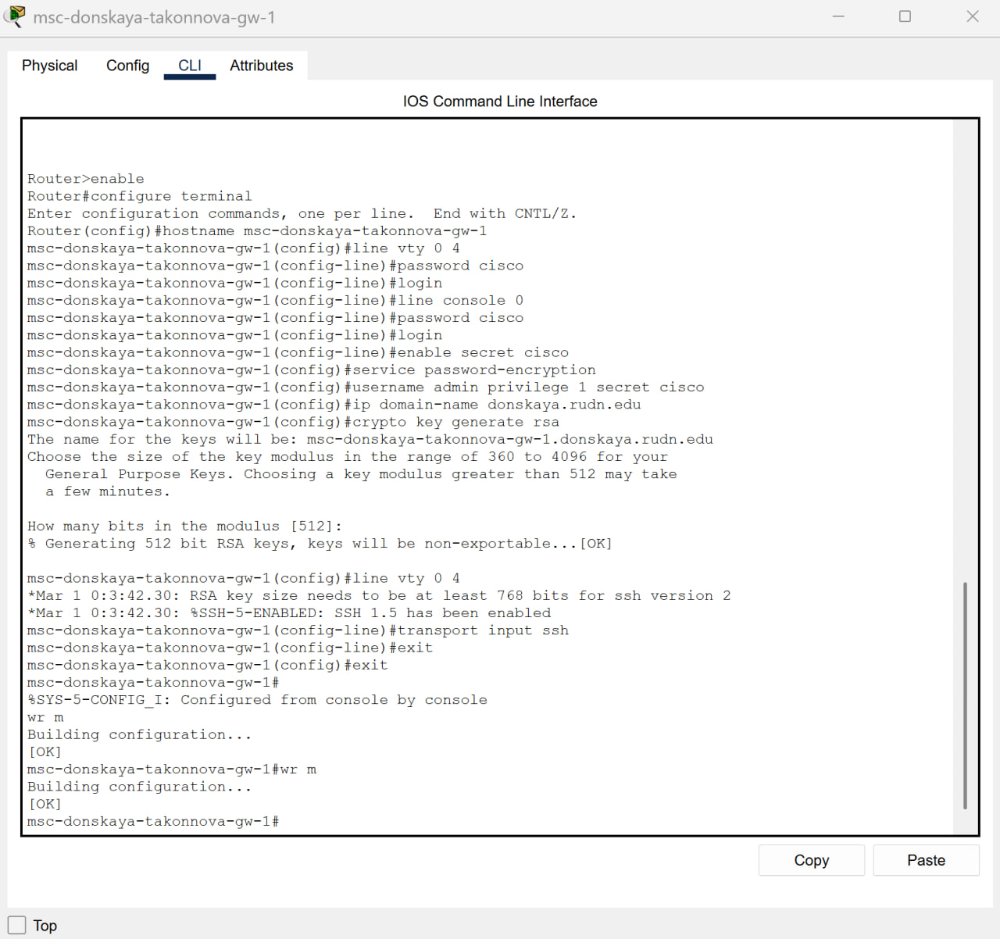 msc-donskaya-takonnova-gw-1
Physical Config CLI Attributes
IOS Command Line Interface
Router>enable
Router#configure terminal
Enter configuration commands, one per line.  End with CNTL/Z.
Router(config)#hostname msc-donskaya-takonnova-gw-1
msc-donskaya-takonnova-gw-1(config)#line vty 0 4
msc-donskaya-takonnova-gw-1(config-line)#password cisco
msc-donskaya-takonnova-gw-1(config-line)#login
msc-donskaya-takonnova-gw-1(config-line)#line console 0
msc-donskaya-takonnova-gw-1(config-line)#password cisco
msc-donskaya-takonnova-gw-1(config-line)#login
msc-donskaya-takonnova-gw-1(config-line)#enable secret cisco
msc-donskaya-takonnova-gw-1(config)#service password-encryption
msc-donskaya-takonnova-gw-1(config)#username admin privilege 1 secret cisco
msc-donskaya-takonnova-gw-1(config)#ip domain-name donskaya.rudn.edu
msc-donskaya-takonnova-gw-1(config)#crypto key generate rsa
The name for the keys will be: msc-donskaya-takonnova-gw-1.donskaya.rudn.edu
Choose the size of the key modulus in the range of 360 to 4096 for your
  General Purpose Keys. Choosing a key modulus greater than 512 may take
  a few minutes.
How many bits in the modulus [512]:
% Generating 512 bit RSA keys, keys will be non-exportable...[OK]
msc-donskaya-takonnova-gw-1(config)#line vty 0 4
*Mar 1 0:3:42.30: RSA key size needs to be at least 768 bits for ssh version 2
*Mar 1 0:3:42.30: %SSH-5-ENABLED: SSH 1.5 has been enabled
msc-donskaya-takonnova-gw-1(config-line)#transport input ssh
msc-donskaya-takonnova-gw-1(config-line)#exit
msc-donskaya-takonnova-gw-1(config)#exit
msc-donskaya-takonnova-gw-1#
%SYS-5-CONFIG_I: Configured from console by console
wr m
Building configuration...
[OK]
msc-donskaya-takonnova-gw-1#wr m
Building configuration...
[OK]
msc-donskaya-takonnova-gw-1#
Copy Paste
Top